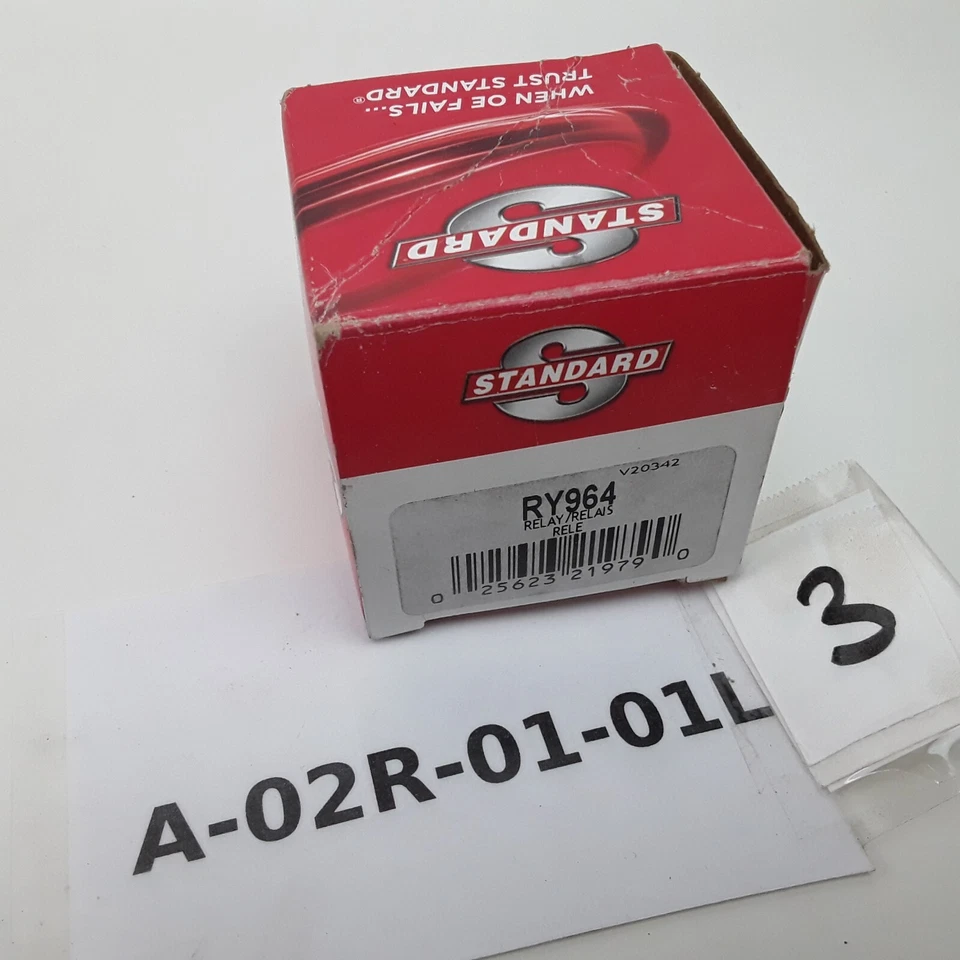 WHEN OE FAILS...
TRUST STANDARD®
STANDARD
S
STANDARD
S
V20342
RY964
RELAY/RELAIS
RELE
0 25623 21979 0
3
A-02R-01-01L